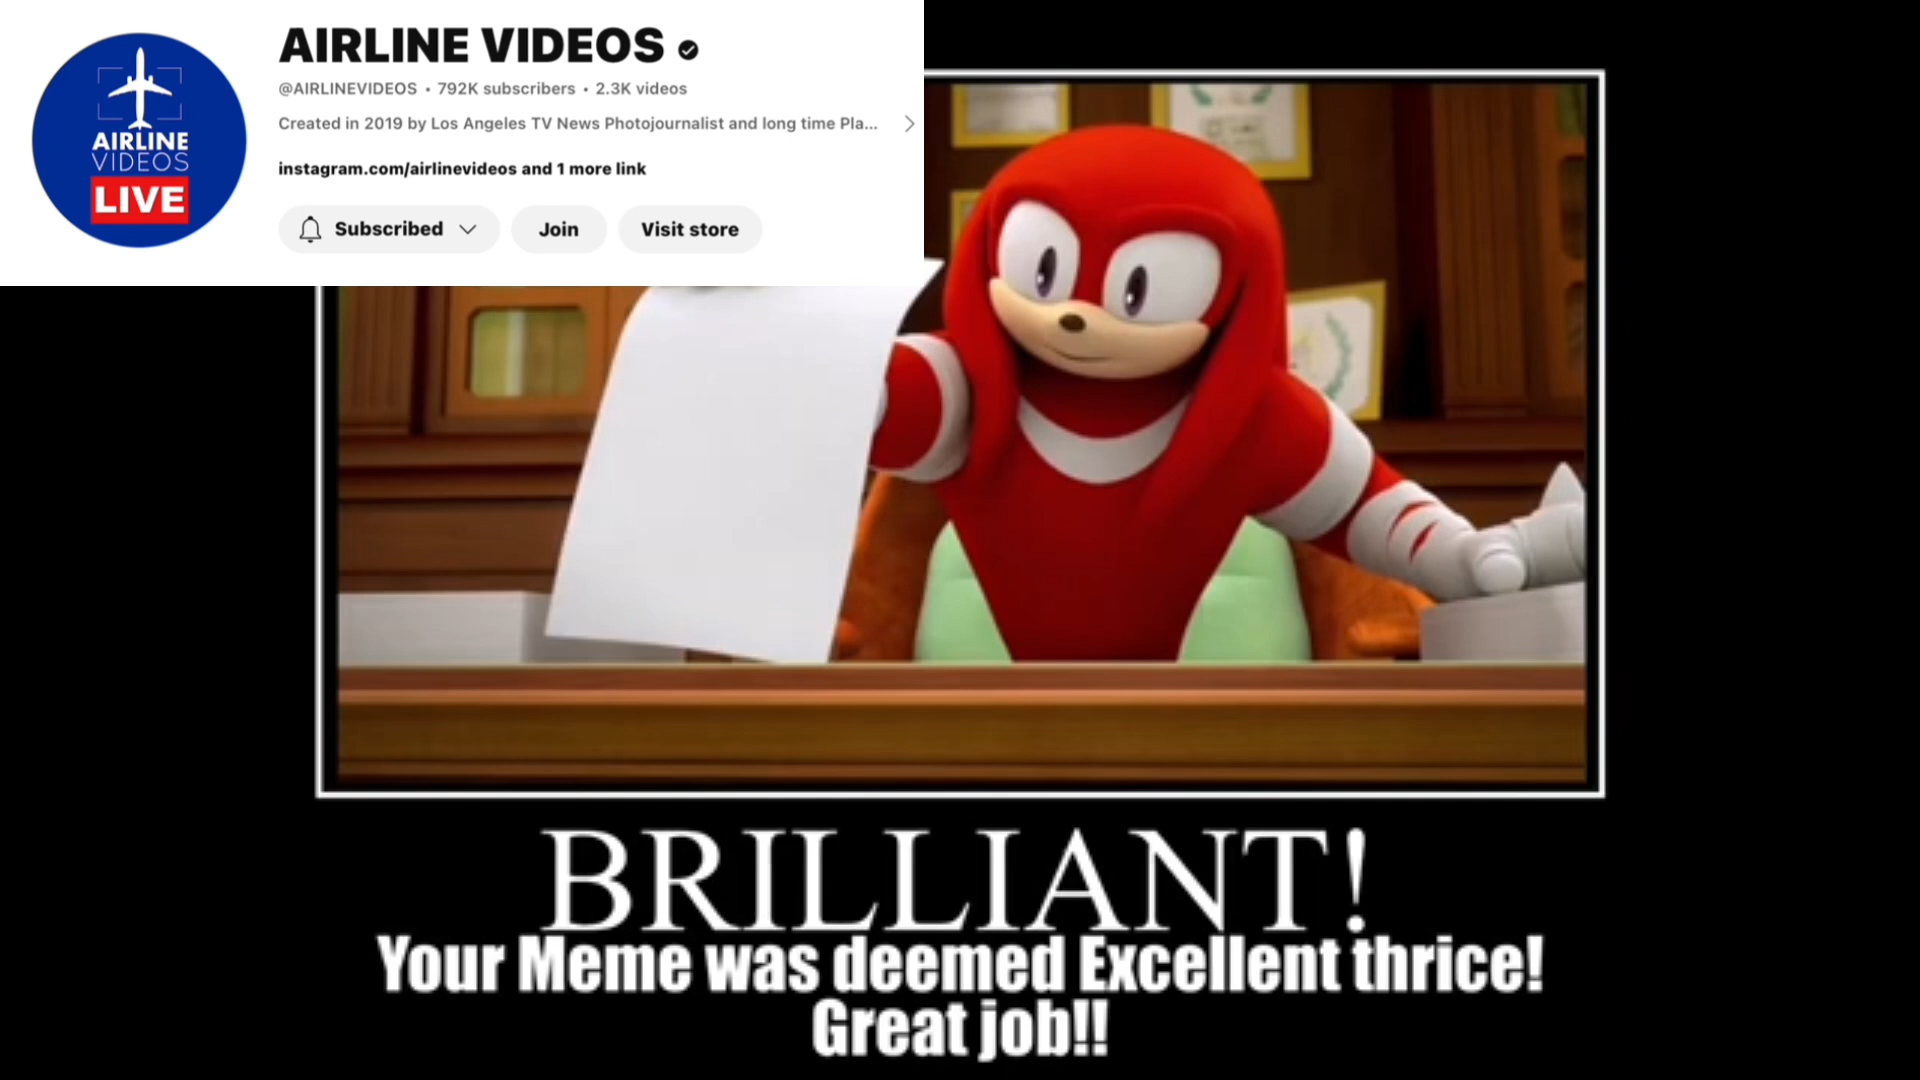 AIRLINE VIDEOS
@AIRLINEVIDEOS • 792K subscribers • 2.3K videos
Created in 2019 by Los Angeles TV News Photojournalist and long time Pla...
instagram.com/airlinevideos and 1 more link
Subscribed
Join
Visit store
AIRLINE
VIDEOS
LIVE
BRILLIANT!
Your Meme was deemed Excellent thrice!
Great job!!